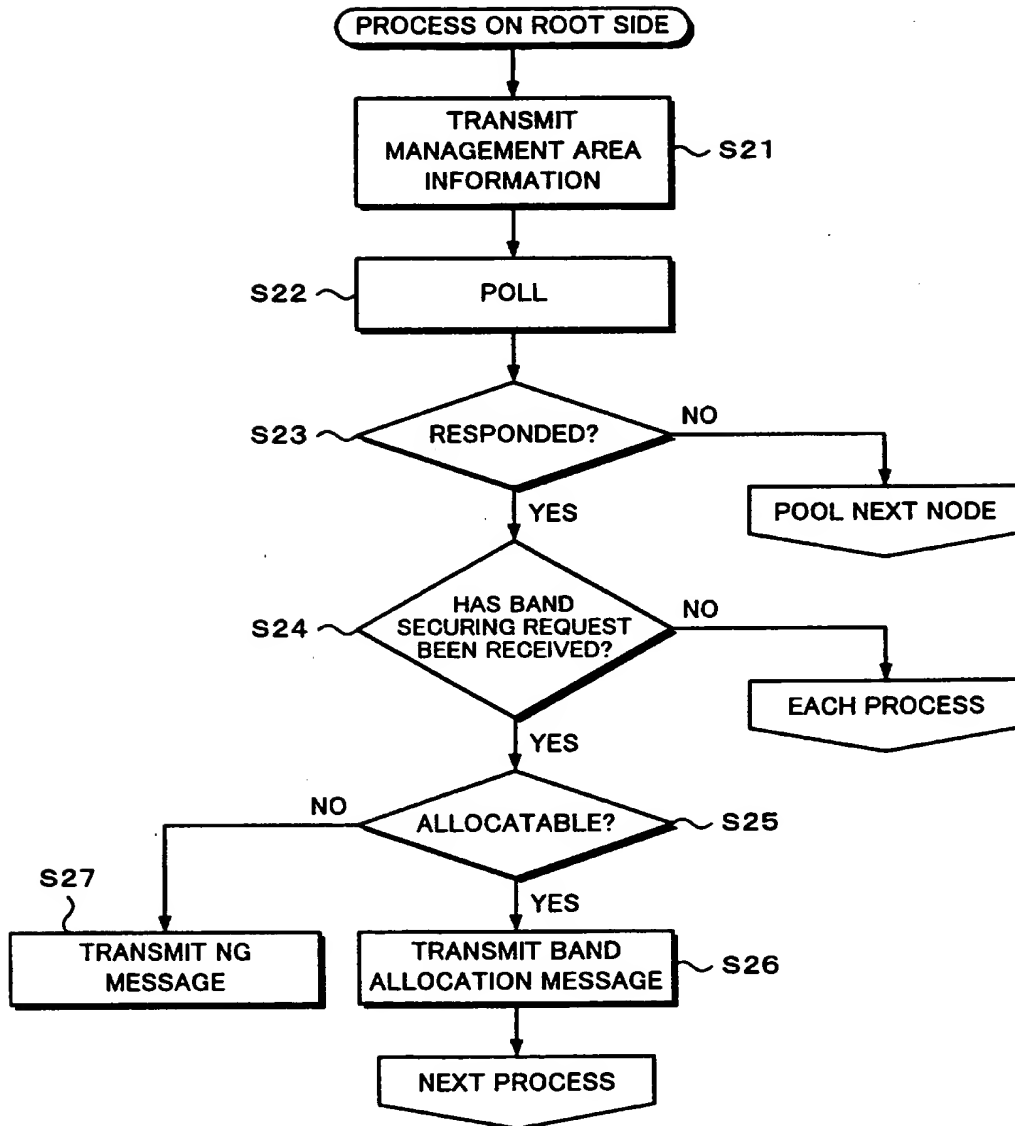 PROCESS ON ROOT SIDE
TRANSMIT
MANAGEMENT AREA
INFORMATION
S21
S22
POLL
S23
RESPONDED?
NO
POOL NEXT NODE
YES
S24
HAS BAND
SECURING REQUEST
BEEN RECEIVED?
NO
EACH PROCESS
YES
NO
ALLOCATABLE?
S25
S27
YES
TRANSMIT NG
MESSAGE
TRANSMIT BAND
ALLOCATION MESSAGE
S26
NEXT PROCESS